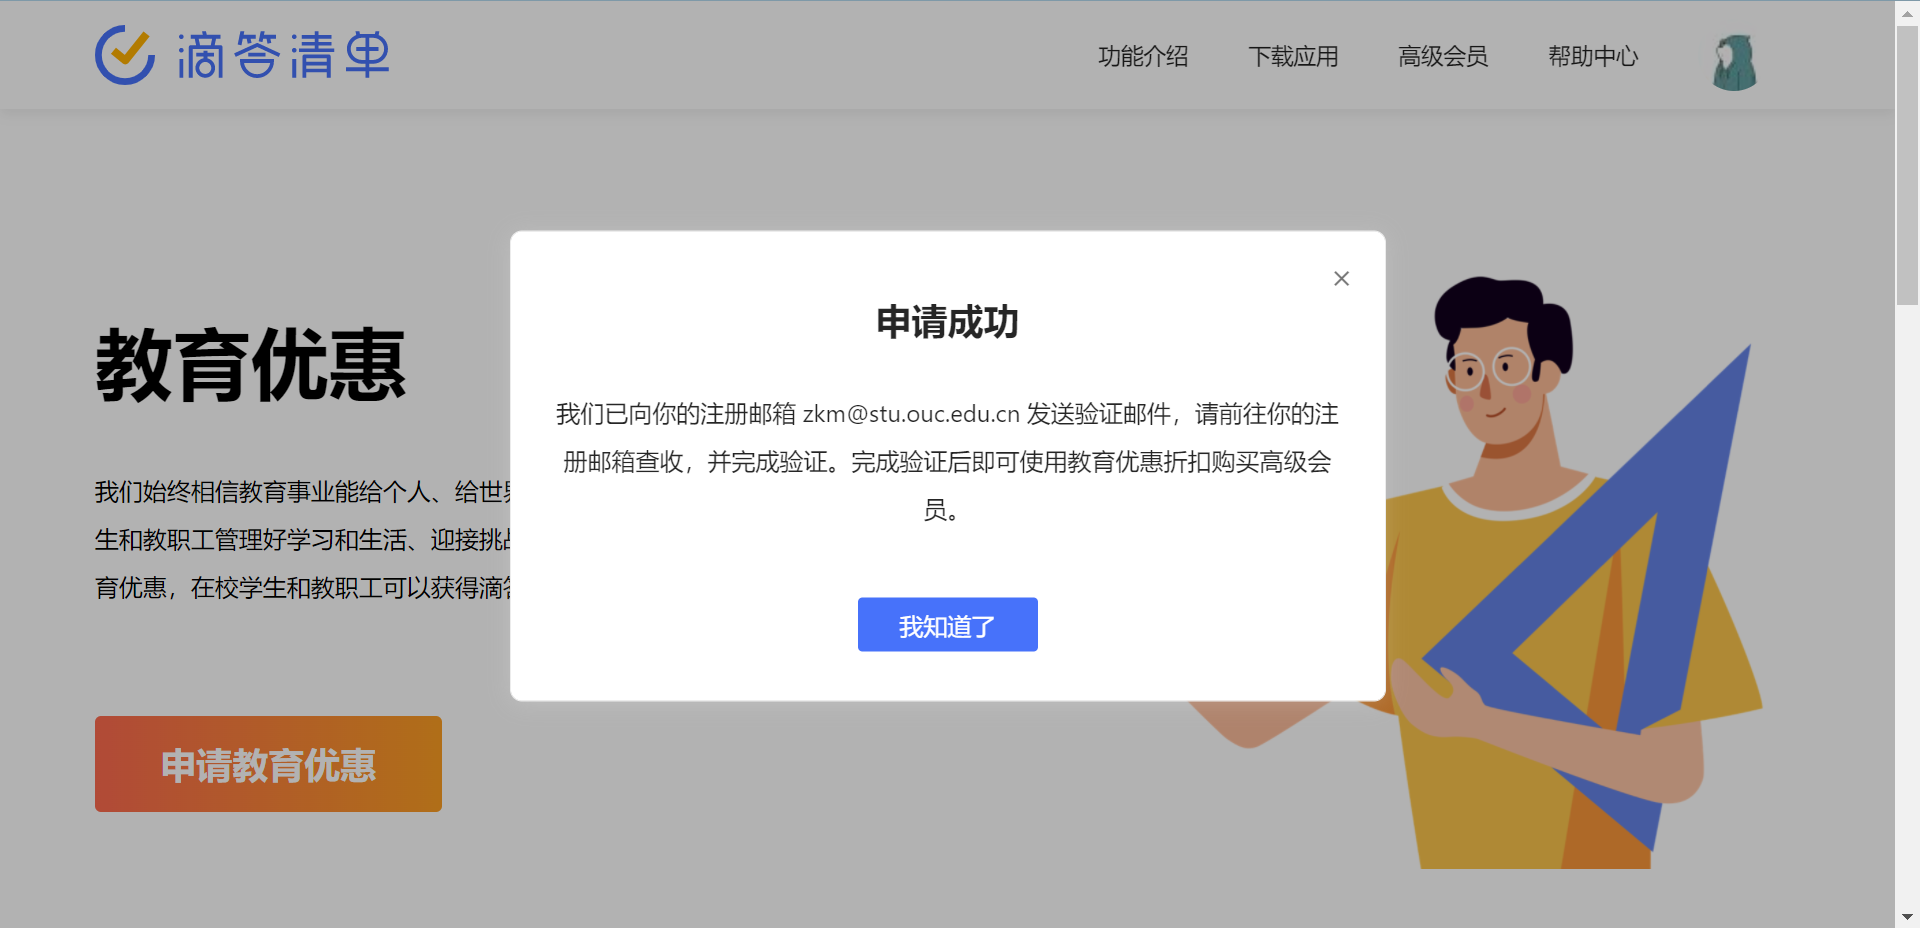 滴答清单
功能介绍 下载应用 高级会员 帮助中心
申请成功
我们已向你的注册邮箱 zkm@stu.ouc.edu.cn 发送验证邮件，请前往你的注
册邮箱查收，并完成验证。完成验证后即可使用教育优惠折扣购买高级会
员。
我知道了
教育优惠
我们始终相信教育事业能给个人、给世
生和教职工管理好学习和生活、迎接挑
育优惠，在校学生和教职工可以获得滴
申请教育优惠